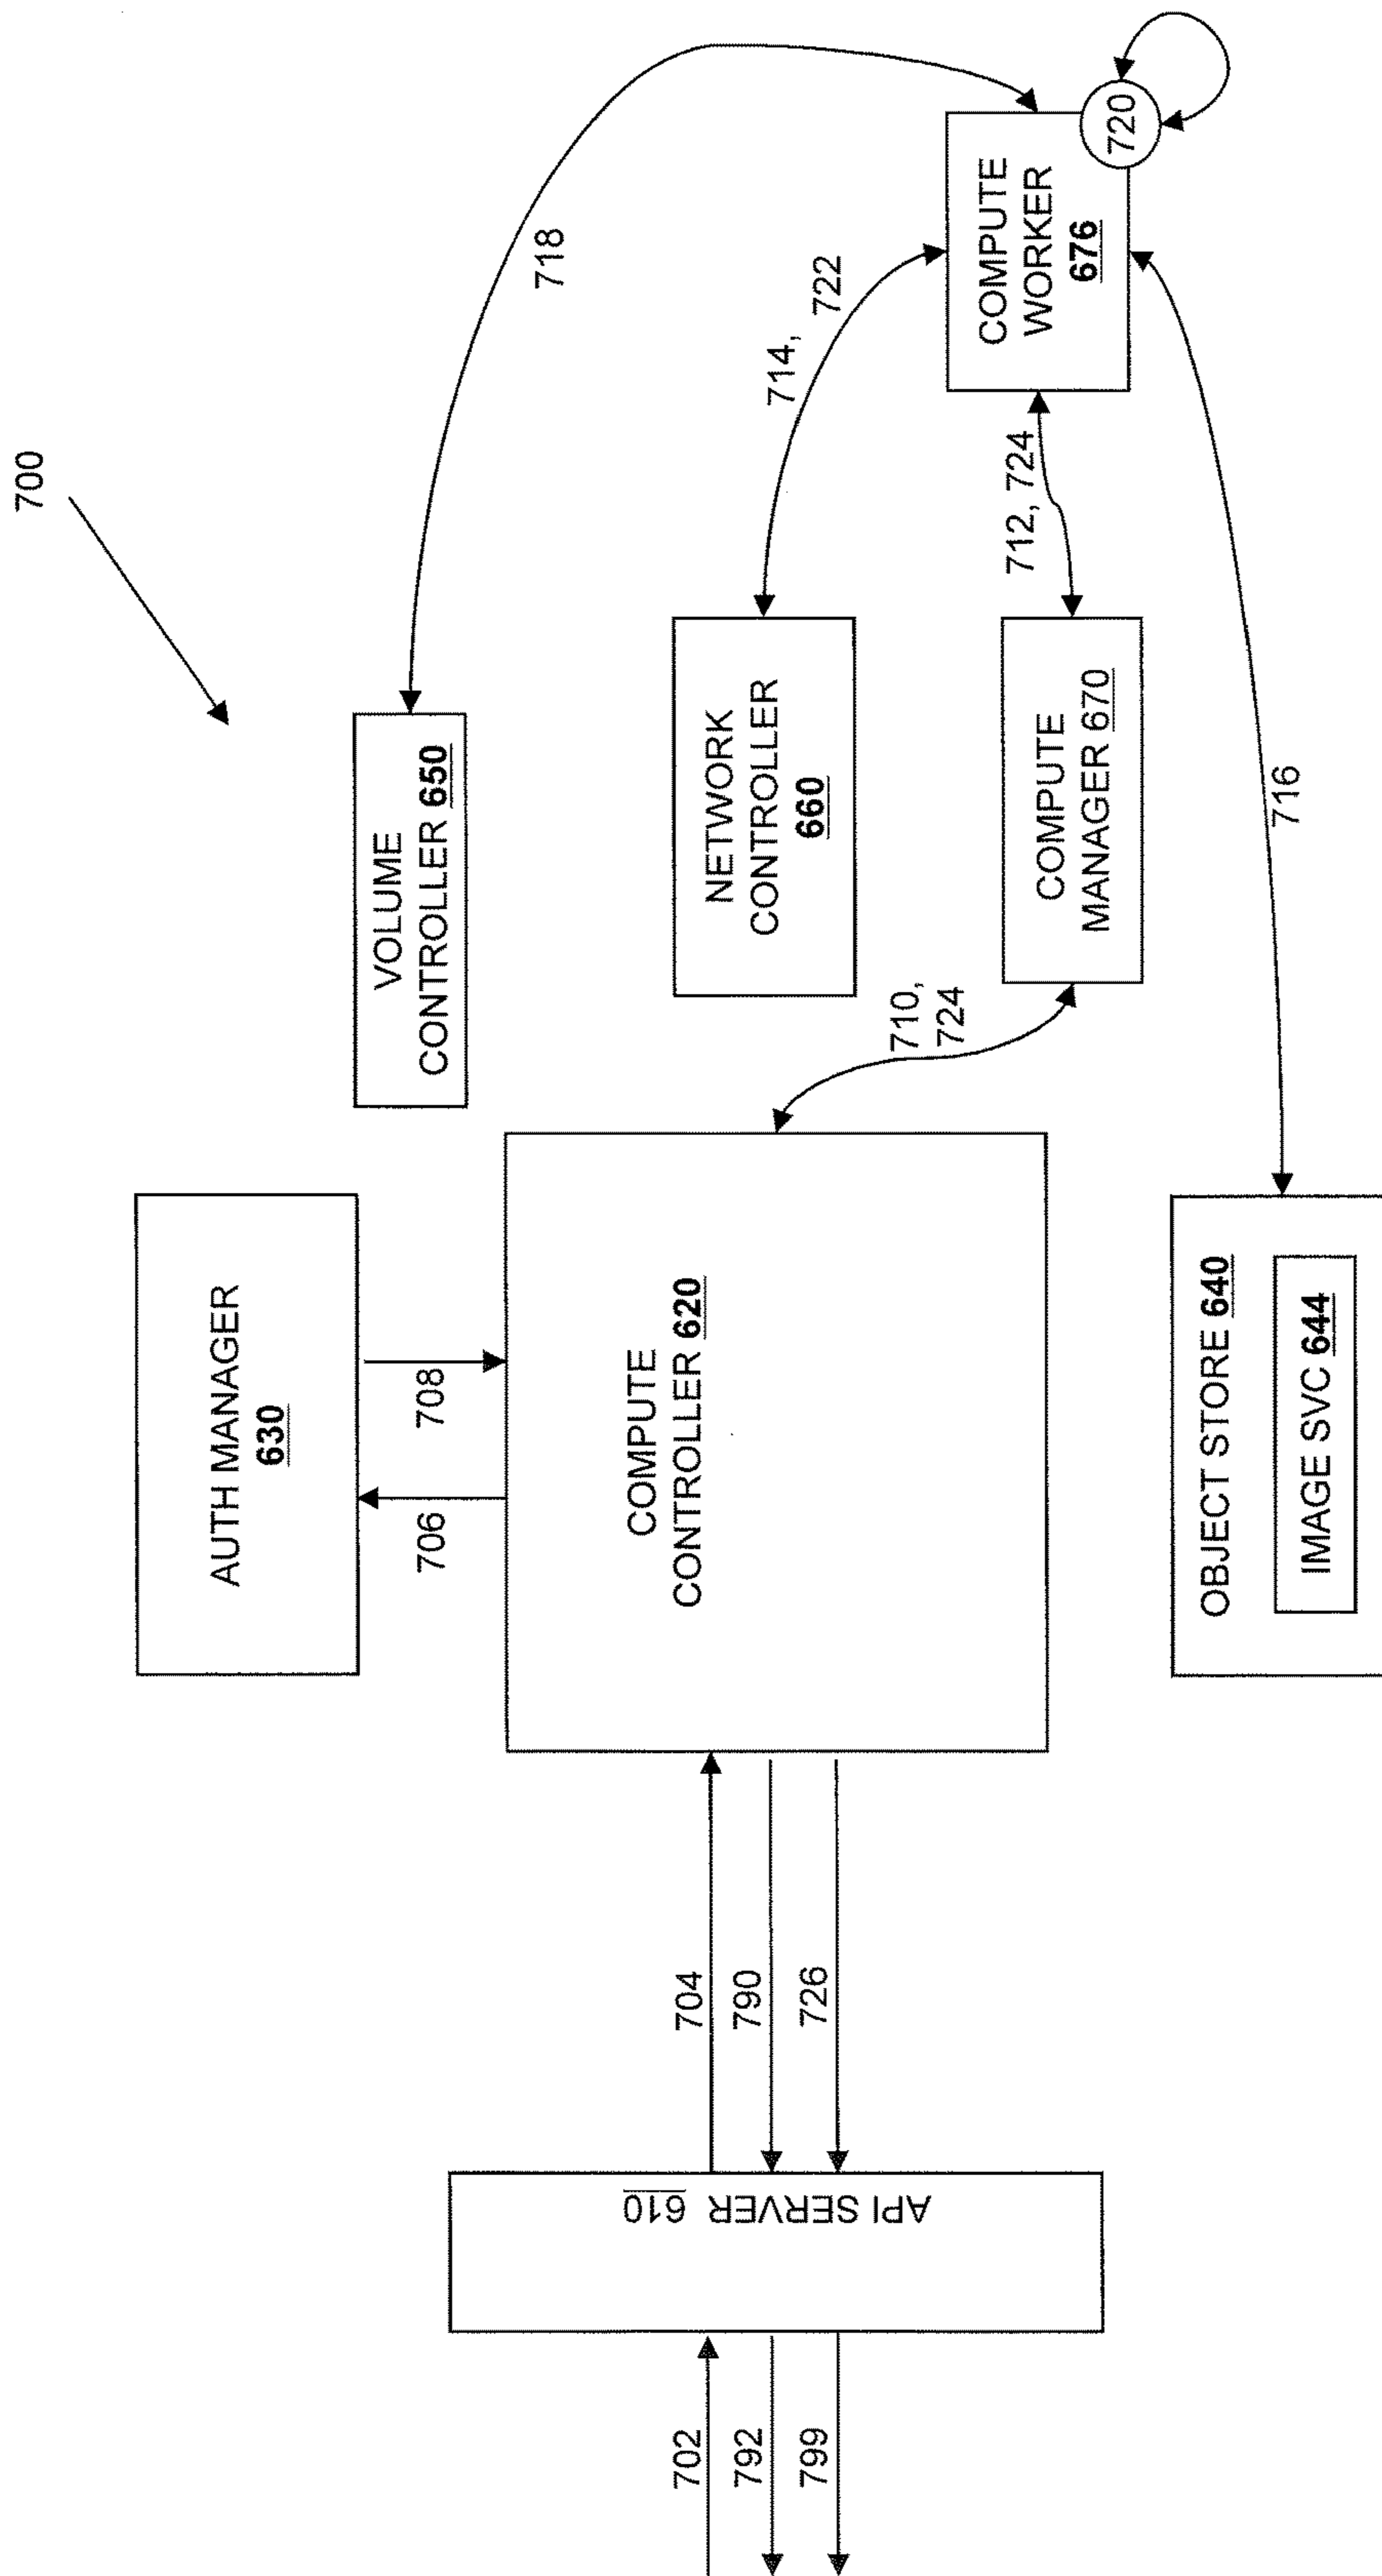 700
AUTH MANAGER
630
706
708
VOLUME
CONTROLLER 650
718
702
792
799
API SERVER 610
704
790
726
COMPUTE
CONTROLLER 620
710,
724
NETWORK
CONTROLLER
660
714,
722
COMPUTE
MANAGER 670
712, 724
COMPUTE
WORKER
676
720
OBJECT STORE 640
IMAGE SVC 644
716